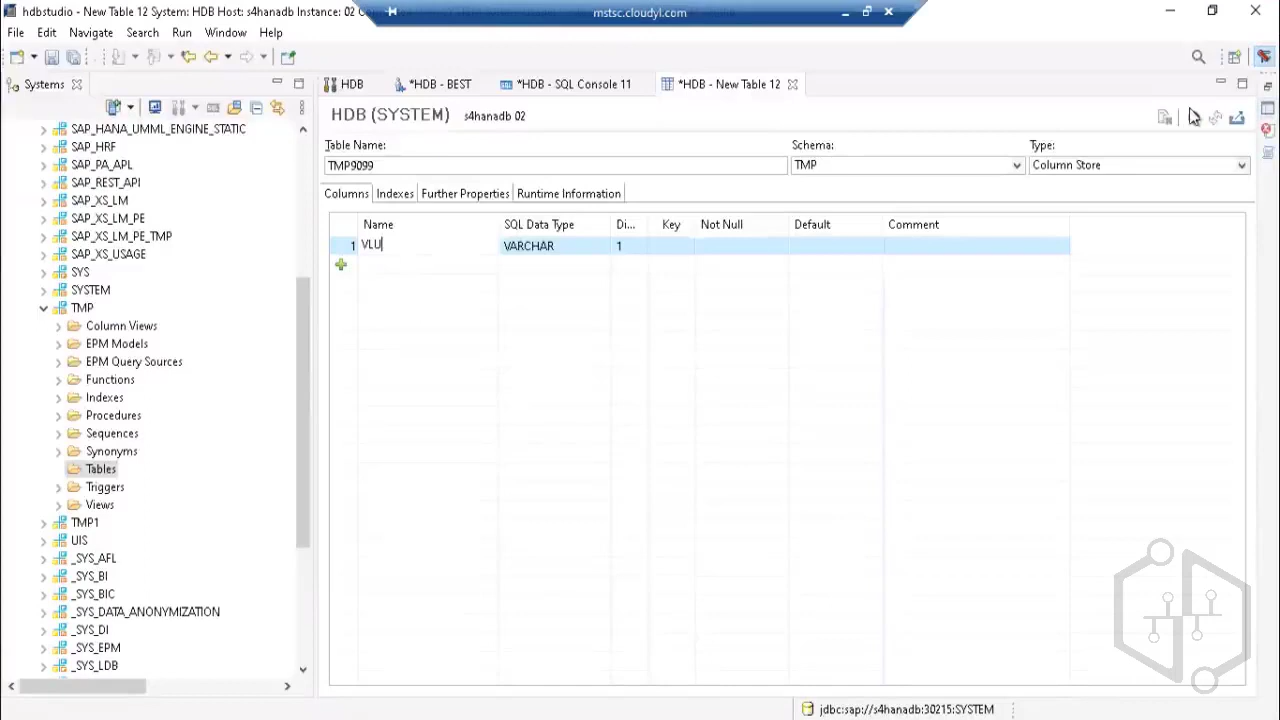 hdbstudio - New Table 12 System: HDB Host: s4hanadb Instance: 02
mstsc.cloudyl.com
File Edit Navigate Search Run Window Help
Systems
HDB
*HDB - BEST
*HDB - SQL Console 11
*HDB - New Table 12
HDB (SYSTEM) s4hanadb 02
Table Name: Schema: Type:
TMP9099 TMP Column Store
Columns Indexes Further Properties Runtime Information
Name SQL Data Type Di... Key Not Null Default Comment
1 VLU VARCHAR 1
SAP_HANA_UMML_ENGINE_STATIC
SAP_HRF
SAP_PA_APL
SAP_REST_API
SAP_XS_LM
SAP_XS_LM_PE
SAP_XS_LM_PE_TMP
SAP_XS_USAGE
SYS
SYSTEM
TMP
Column Views
EPM Models
EPM Query Sources
Functions
Indexes
Procedures
Sequences
Synonyms
Tables
Triggers
Views
TMP1
UIS
_SYS_AFL
_SYS_BI
_SYS_BIC
_SYS_DATA_ANONYMIZATION
_SYS_DI
_SYS_EPM
_SYS_LDB
jdbc:sap://s4hanadb:30215:SYSTEM